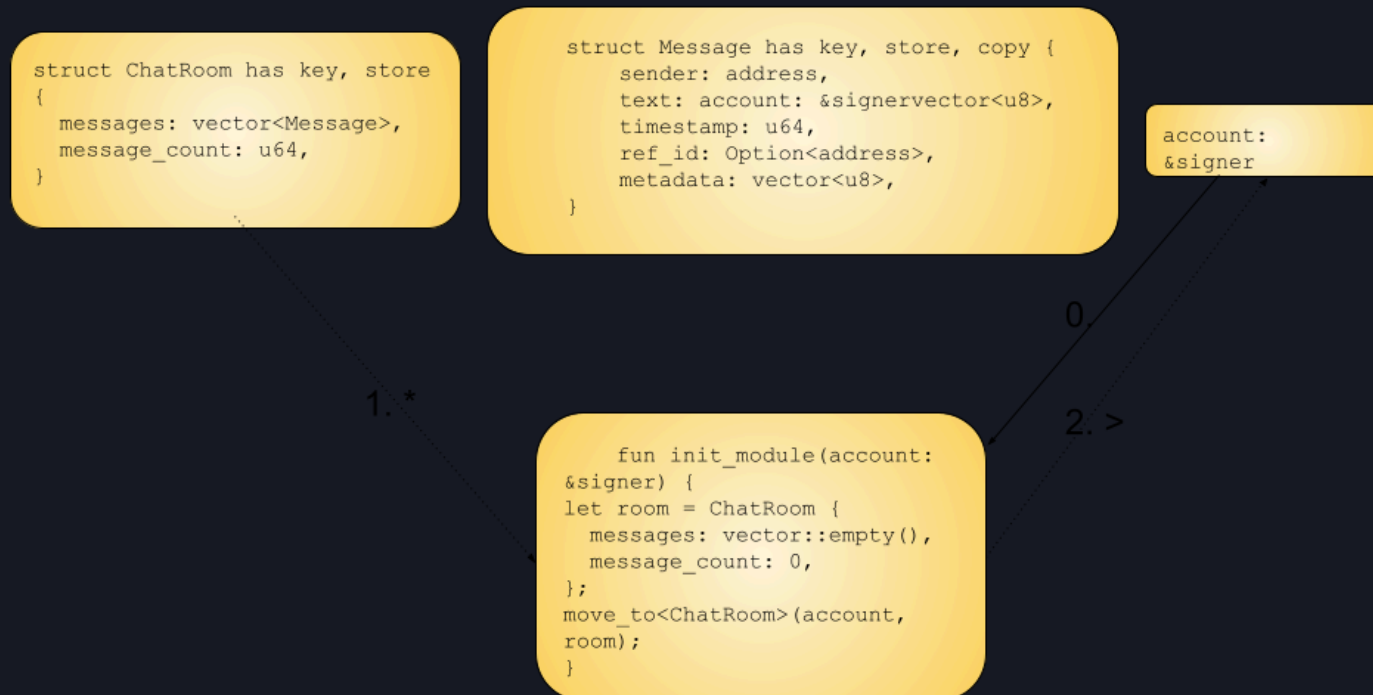 struct ChatRoom has key, store
{
  messages: vector<Message>,
  message_count: u64,
}
struct Message has key, store, copy {
    sender: address,
    text: account: &signervector<u8>,
    timestamp: u64,
    ref_id: Option<address>,
    metadata: vector<u8>,
}
account:
&signer
0.
1. *
2. >
    fun init_module(account:
&signer) {
let room = ChatRoom {
  messages: vector::empty(),
  message_count: 0,
};
move_to<ChatRoom>(account,
room);
}